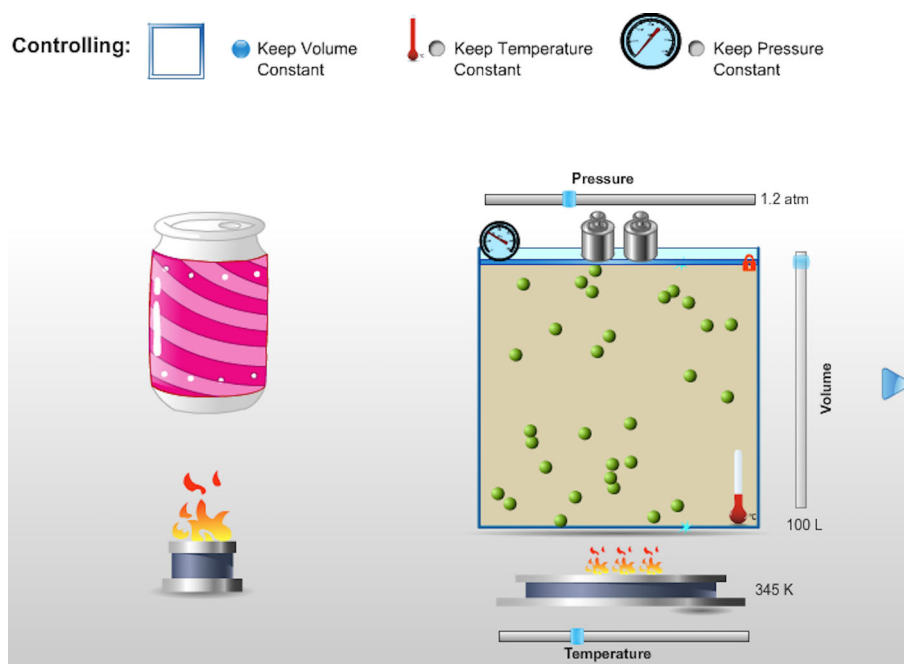 Controlling:
Keep Volume
Constant
Keep Temperature
Constant
Keep Pressure
Constant
Pressure
1.2 atm
Volume
100 L
345 K
Temperature